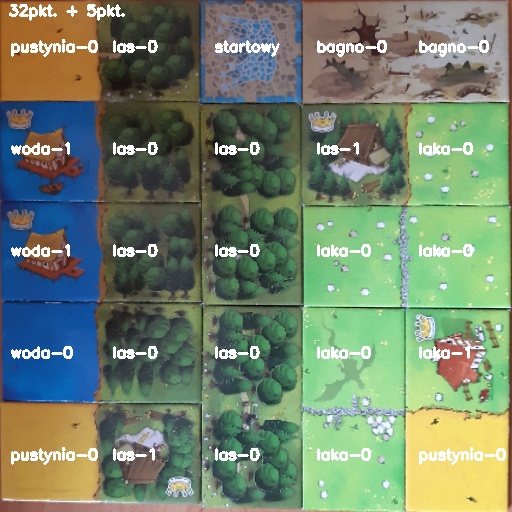 32pkt. + 5pkt.
pustynia-0 las-0 startowy bagno-0 bagno-0
woda-1 las-0 las-0 las-1 laka-0
woda-1 las-0 las-0 laka-0 laka-0
woda-0 las-0 las-0 laka-0 laka-1
pustynia-0 las-1 las-0 laka-0 pustynia-0